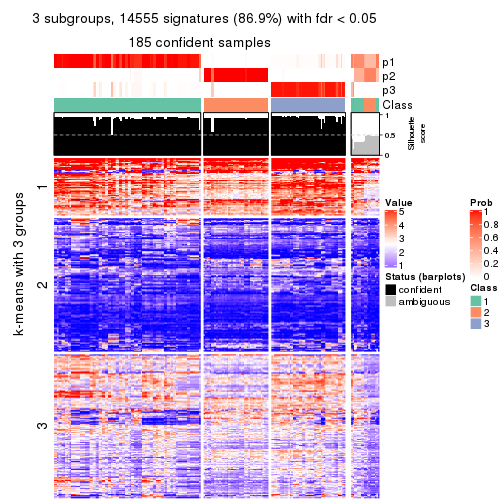 3 subgroups, 14555 signatures (86.9%) with fdr < 0.05
185 confident samples
p1
p2
p3
Class
1
0.5
0
Silhouette
score
k-means with 3 groups
1
2
3
Value
5
4
3
2
1
Status (barplots)
confident
ambiguous
Prob
1
0.8
0.6
0.4
0.2
0
Class
1
2
3